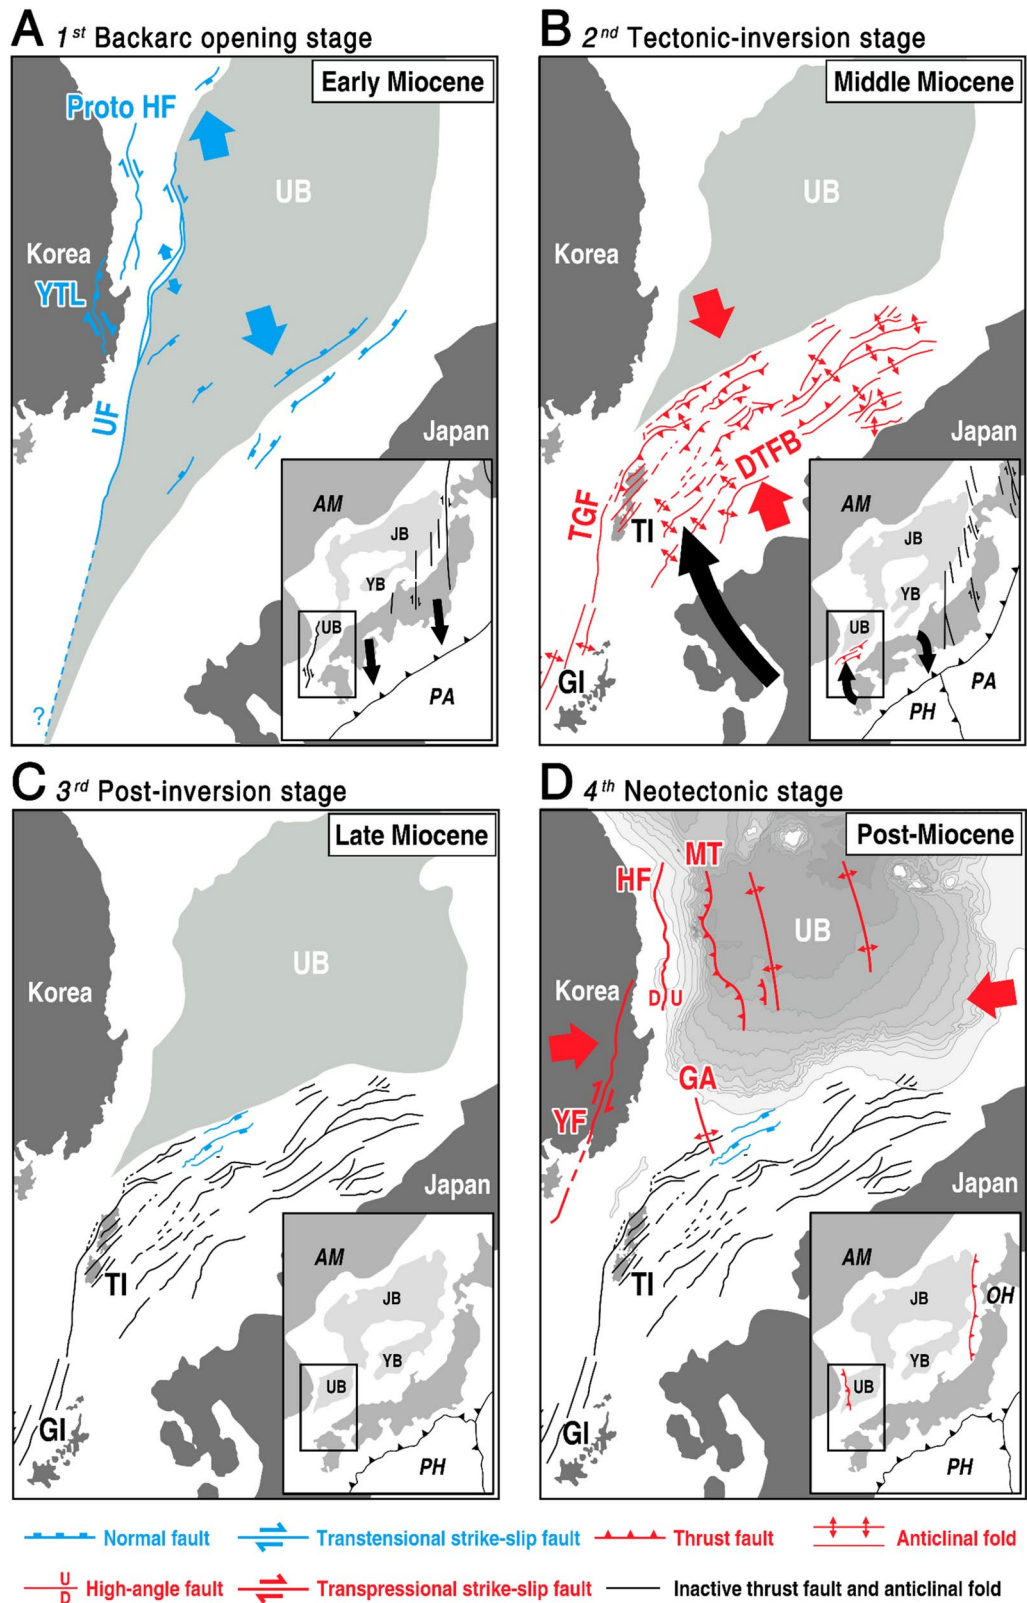 A 1st Backarc opening stage
Early Miocene
Proto HF
UB
Korea
YTL
UF
Japan
AM
JB
YB
UB
PA
?
B 2nd Tectonic-inversion stage
Middle Miocene
UB
Korea
Japan
DTFB
TGF
TI
GI
AM
JB
YB
UB
PA
PH
C 3rd Post-inversion stage
Late Miocene
UB
Korea
Japan
TI
GI
AM
JB
YB
UB
PH
D 4th Neotectonic stage
Post-Miocene
MT
HF
UB
Korea
D U
GA
YF
Japan
TI
GI
AM
JB
OH
YB
UB
PH
Normal fault
Transtensional strike-slip fault
Thrust fault
Anticlinal fold
U
D
High-angle fault
Transpressional strike-slip fault
Inactive thrust fault and anticlinal fold